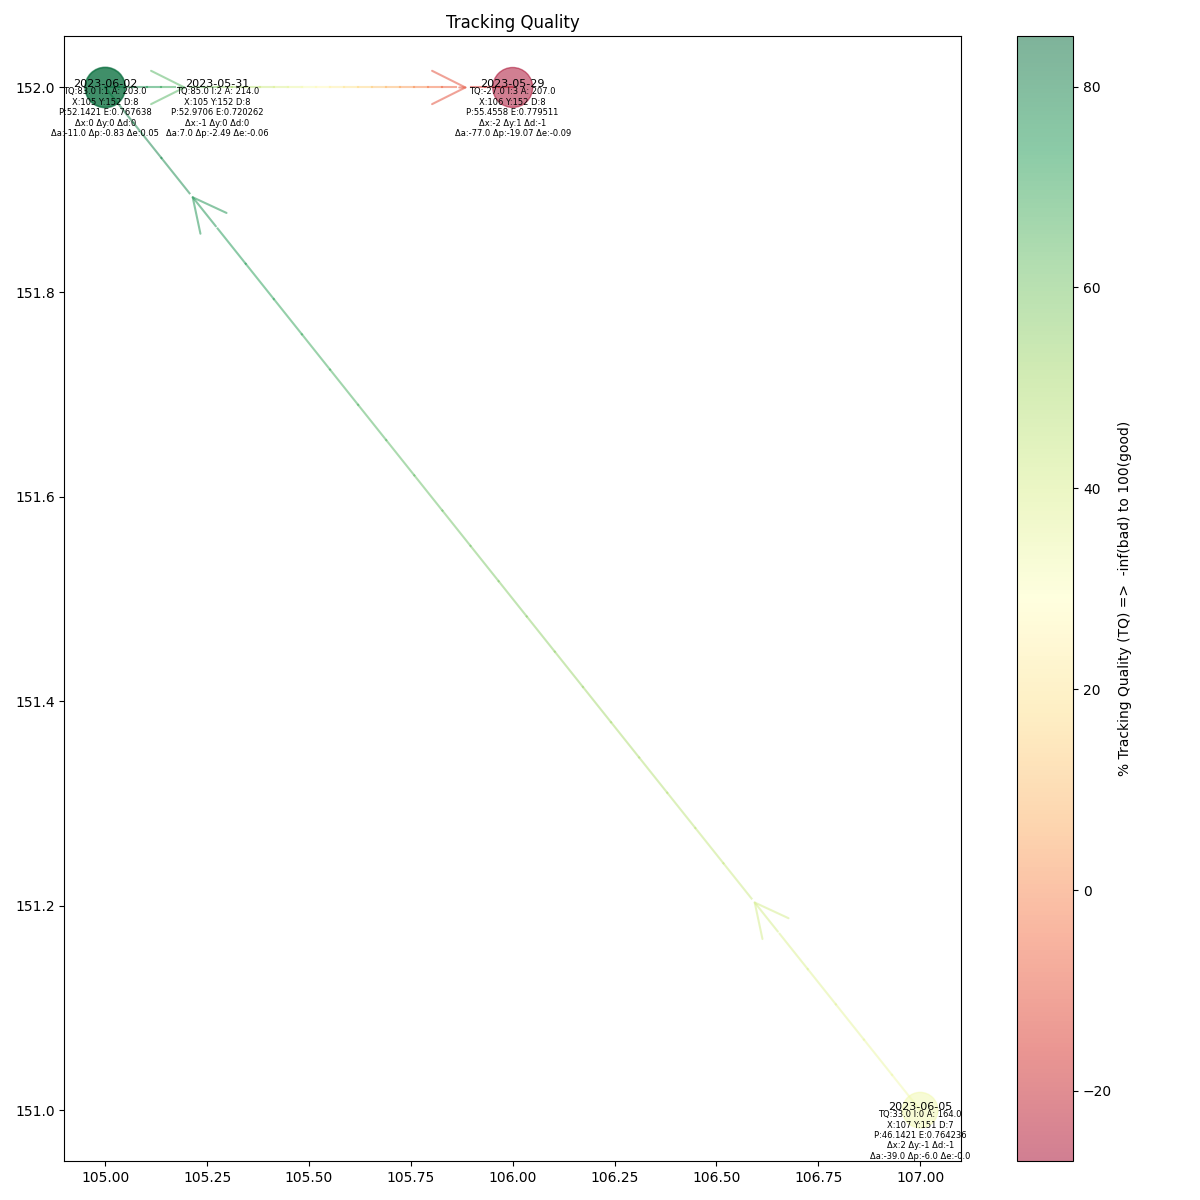 Tracking Quality
152.0
151.8
151.6
151.4
151.2
151.0
2023-06-02
TQ:83.0 I:1 A: 203.0
X:105 Y:152 D:8
P:52.1421 E:0.767638
Δx:0 Δy:0 Δd:0
Δa:-11.0 Δp:-0.83 Δe:0.05
2023-05-31
TQ:85.0 I:2 A: 214.0
X:105 Y:152 D:8
P:52.9706 E:0.720262
Δx:-1 Δy:0 Δd:0
Δa:7.0 Δp:-2.49 Δe:-0.06
2023-05-29
TQ:-27.0 I:3 A: 207.0
X:106 Y:152 D:8
P:55.4558 E:0.779511
Δx:-2 Δy:1 Δd:-1
Δa:-77.0 Δp:-19.07 Δe:-0.09
2023-06-05
TQ:33.0 I:0 A: 164.0
X:107 Y:151 D:7
P:46.1421 E:0.764236
Δx:2 Δy:-1 Δd:-1
Δa:-39.0 Δp:-6.0 Δe:-0.0
105.00 105.25 105.50 105.75 106.00 106.25 106.50 106.75 107.00
80
60
40
20
0
−20
% Tracking Quality (TQ) => -inf(bad) to 100(good)